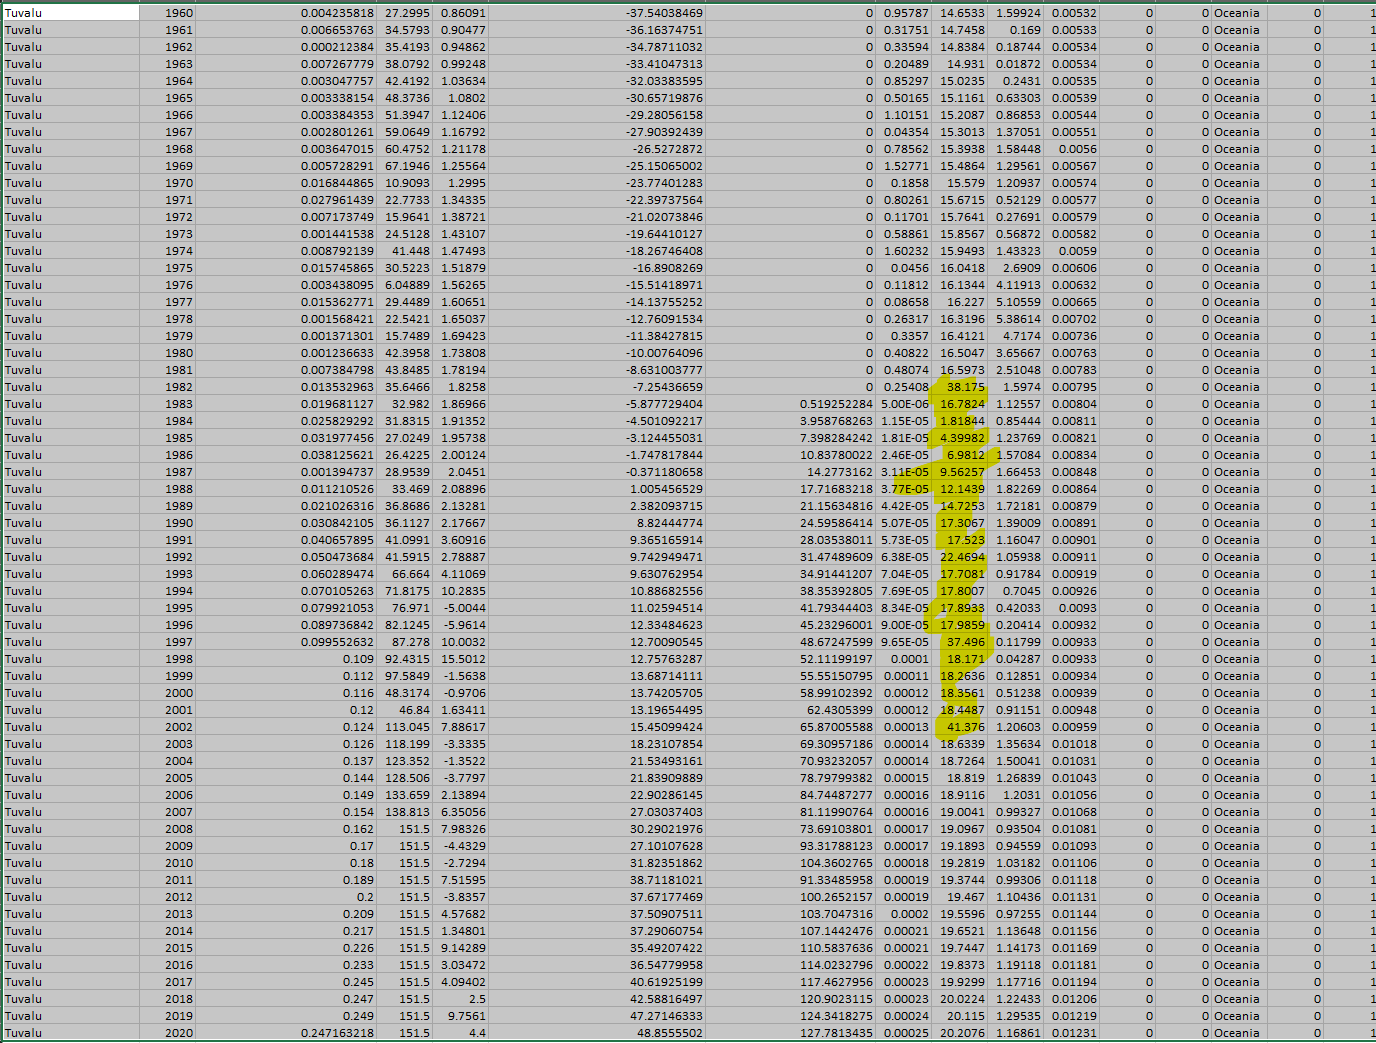 Tuvalu 1960 0.004235818 27.2995 0.86091 -37.54038469 0 0.95787 14.6533 1.59924 0.00532 0 0 Oceania 0 1
Tuvalu 1961 0.006653763 34.5793 0.90477 -36.16374751 0 0.31751 14.7458 0.169 0.00533 0 0 Oceania 0 1
Tuvalu 1962 0.000212384 35.4193 0.94862 -34.78711032 0 0.33594 14.8384 0.18744 0.00534 0 0 Oceania 0 1
Tuvalu 1963 0.007267779 38.0792 0.99248 -33.41047313 0 0.20489 14.931 0.01872 0.00534 0 0 Oceania 0 1
Tuvalu 1964 0.003047757 42.4192 1.03634 -32.03383595 0 0.85297 15.0235 0.2431 0.00535 0 0 Oceania 0 1
Tuvalu 1965 0.003338154 48.3736 1.0802 -30.65719876 0 0.50165 15.1161 0.63303 0.00539 0 0 Oceania 0 1
Tuvalu 1966 0.003384353 51.3947 1.12406 -29.28056158 0 1.10151 15.2087 0.86853 0.00544 0 0 Oceania 0 1
Tuvalu 1967 0.002801261 59.0649 1.16792 -27.90392439 0 0.04354 15.3013 1.37051 0.00551 0 0 Oceania 0 1
Tuvalu 1968 0.003647015 60.4752 1.21178 -26.5272872 0 0.78562 15.3938 1.58448 0.0056 0 0 Oceania 0 1
Tuvalu 1969 0.005728291 67.1946 1.25564 -25.15065002 0 1.52771 15.4864 1.29561 0.00567 0 0 Oceania 0 1
Tuvalu 1970 0.016844865 10.9093 1.2995 -23.77401283 0 0.1858 15.579 1.20937 0.00574 0 0 Oceania 0 1
Tuvalu 1971 0.027961439 22.7733 1.34335 -22.39737564 0 0.80261 15.6715 0.52129 0.00577 0 0 Oceania 0 1
Tuvalu 1972 0.007173749 15.9641 1.38721 -21.02073846 0 0.11701 15.7641 0.27691 0.00579 0 0 Oceania 0 1
Tuvalu 1973 0.001441538 24.5128 1.43107 -19.64410127 0 0.58861 15.8567 0.56872 0.00582 0 0 Oceania 0 1
Tuvalu 1974 0.008792139 41.448 1.47493 -18.26746408 0 1.60232 15.9493 1.43323 0.0059 0 0 Oceania 0 1
Tuvalu 1975 0.015745865 30.5223 1.51879 -16.8908269 0 0.0456 16.0418 2.6909 0.00606 0 0 Oceania 0 1
Tuvalu 1976 0.003438095 6.04889 1.56265 -15.51418971 0 0.11812 16.1344 4.11913 0.00632 0 0 Oceania 0 1
Tuvalu 1977 0.015362771 29.4489 1.60651 -14.13755252 0 0.08658 16.227 5.10559 0.00665 0 0 Oceania 0 1
Tuvalu 1978 0.001568421 22.5421 1.65037 -12.76091534 0 0.26317 16.3196 5.38614 0.00702 0 0 Oceania 0 1
Tuvalu 1979 0.001371301 15.7489 1.69423 -11.38427815 0 0.3357 16.4121 4.7174 0.00736 0 0 Oceania 0 1
Tuvalu 1980 0.001236633 42.3958 1.73808 -10.00764096 0 0.40822 16.5047 3.65667 0.00763 0 0 Oceania 0 1
Tuvalu 1981 0.007384798 43.8485 1.78194 -8.631003777 0 0.48074 16.5973 2.51048 0.00783 0 0 Oceania 0 1
Tuvalu 1982 0.013532963 35.6466 1.8258 -7.25436659 0 0.25408 38.175 1.5974 0.00795 0 0 Oceania 0 1
Tuvalu 1983 0.019681127 32.982 1.86966 -5.877729404 0.519252284 5.00E-06 16.7824 1.12557 0.00804 0 0 Oceania 0 1
Tuvalu 1984 0.025829292 31.8315 1.91352 -4.501092217 3.958768263 1.15E-05 1.81844 0.85444 0.00811 0 0 Oceania 0 1
Tuvalu 1985 0.031977456 27.0249 1.95738 -3.124455031 7.398284242 1.81E-05 4.39982 1.23769 0.00821 0 0 Oceania 0 1
Tuvalu 1986 0.038125621 26.4225 2.00124 -1.747817844 10.83780022 2.46E-05 6.9812 1.57084 0.00834 0 0 Oceania 0 1
Tuvalu 1987 0.001394737 28.9539 2.0451 -0.371180658 14.2773162 3.11E-05 9.56257 1.66453 0.00848 0 0 Oceania 0 1
Tuvalu 1988 0.011210526 33.469 2.08896 1.005456529 17.71683218 3.77E-05 12.1439 1.82269 0.00864 0 0 Oceania 0 1
Tuvalu 1989 0.021026316 36.8686 2.13281 2.382093715 21.15634816 4.42E-05 14.7253 1.72181 0.00879 0 0 Oceania 0 1
Tuvalu 1990 0.030842105 36.1127 2.17667 8.82444774 24.59586414 5.07E-05 17.3067 1.39009 0.00891 0 0 Oceania 0 1
Tuvalu 1991 0.040657895 41.0991 3.60916 9.365165914 28.03538011 5.73E-05 17.523 1.16047 0.00901 0 0 Oceania 0 1
Tuvalu 1992 0.050473684 41.5915 2.78887 9.742949471 31.47489609 6.38E-05 22.4694 1.05938 0.00911 0 0 Oceania 0 1
Tuvalu 1993 0.060289474 66.664 4.11069 9.630762954 34.91441207 7.04E-05 17.7081 0.91784 0.00919 0 0 Oceania 0 1
Tuvalu 1994 0.070105263 71.8175 10.2835 10.88682556 38.35392805 7.69E-05 17.8007 0.7045 0.00926 0 0 Oceania 0 1
Tuvalu 1995 0.079921053 76.971 -5.0044 11.02594514 41.79344403 8.34E-05 17.8933 0.42033 0.0093 0 0 Oceania 0 1
Tuvalu 1996 0.089736842 82.1245 -5.9614 12.33484623 45.23296001 9.00E-05 17.9859 0.20414 0.00932 0 0 Oceania 0 1
Tuvalu 1997 0.099552632 87.278 10.0032 12.70090545 48.67247599 9.65E-05 37.496 0.11799 0.00933 0 0 Oceania 0 1
Tuvalu 1998 0.109 92.4315 15.5012 12.75763287 52.11199197 0.0001 18.171 0.04287 0.00933 0 0 Oceania 0 1
Tuvalu 1999 0.112 97.5849 -1.5638 13.68714111 55.55150795 0.00011 18.2636 0.12851 0.00934 0 0 Oceania 0 1
Tuvalu 2000 0.116 48.3174 -0.9706 13.74205705 58.99102392 0.00012 18.3561 0.51238 0.00939 0 0 Oceania 0 1
Tuvalu 2001 0.12 46.84 1.63411 13.19654495 62.4305399 0.00012 18.4487 0.91151 0.00948 0 0 Oceania 0 1
Tuvalu 2002 0.124 113.045 7.88617 15.45099424 65.87005588 0.00013 41.376 1.20603 0.00959 0 0 Oceania 0 1
Tuvalu 2003 0.126 118.199 -3.3335 18.23107854 69.30957186 0.00014 18.6339 1.35634 0.01018 0 0 Oceania 0 1
Tuvalu 2004 0.137 123.352 -1.3522 21.53493161 70.93232057 0.00014 18.7264 1.50041 0.01031 0 0 Oceania 0 1
Tuvalu 2005 0.144 128.506 -3.7797 21.83909889 78.79799382 0.00015 18.819 1.26839 0.01043 0 0 Oceania 0 1
Tuvalu 2006 0.149 133.659 2.13894 22.90286145 84.74487277 0.00016 18.9116 1.2031 0.01056 0 0 Oceania 0 1
Tuvalu 2007 0.154 138.813 6.35056 27.03037403 81.11990764 0.00017 19.0041 0.99327 0.01068 0 0 Oceania 0 1
Tuvalu 2008 0.162 151.5 7.98326 30.29021976 73.69103801 0.00017 19.0967 0.93504 0.01081 0 0 Oceania 0 1
Tuvalu 2009 0.17 151.5 -4.4329 27.10107628 93.31788123 0.00017 19.1893 0.94559 0.01093 0 0 Oceania 0 1
Tuvalu 2010 0.18 151.5 -2.7294 31.82351862 104.3602765 0.00018 19.2819 1.03182 0.01106 0 0 Oceania 0 1
Tuvalu 2011 0.189 151.5 7.51595 38.71181021 91.33485958 0.00019 19.3744 0.99306 0.01118 0 0 Oceania 0 1
Tuvalu 2012 0.2 151.5 -3.8357 37.67177469 100.2652157 0.00019 19.467 1.10436 0.01131 0 0 Oceania 0 1
Tuvalu 2013 0.209 151.5 4.57682 37.50907511 103.7047316 0.0002 19.5596 0.97255 0.01144 0 0 Oceania 0 1
Tuvalu 2014 0.217 151.5 1.34801 37.29060754 107.1442476 0.00021 19.6521 1.13648 0.01156 0 0 Oceania 0 1
Tuvalu 2015 0.226 151.5 9.14289 35.49207422 110.5837636 0.00021 19.7447 1.14173 0.01169 0 0 Oceania 0 1
Tuvalu 2016 0.233 151.5 3.03472 36.54779958 114.0232796 0.00022 19.8373 1.19118 0.01181 0 0 Oceania 0 1
Tuvalu 2017 0.245 151.5 4.09402 40.61925199 117.4627956 0.00023 19.9299 1.17716 0.01194 0 0 Oceania 0 1
Tuvalu 2018 0.247 151.5 2.5 42.58816497 120.9023115 0.00023 20.0224 1.22433 0.01206 0 0 Oceania 0 1
Tuvalu 2019 0.249 151.5 9.7561 47.27146333 124.3418275 0.00024 20.115 1.29535 0.01219 0 0 Oceania 0 1
Tuvalu 2020 0.247163218 151.5 4.4 48.8555502 127.7813435 0.00025 20.2076 1.16861 0.01231 0 0 Oceania 0 1